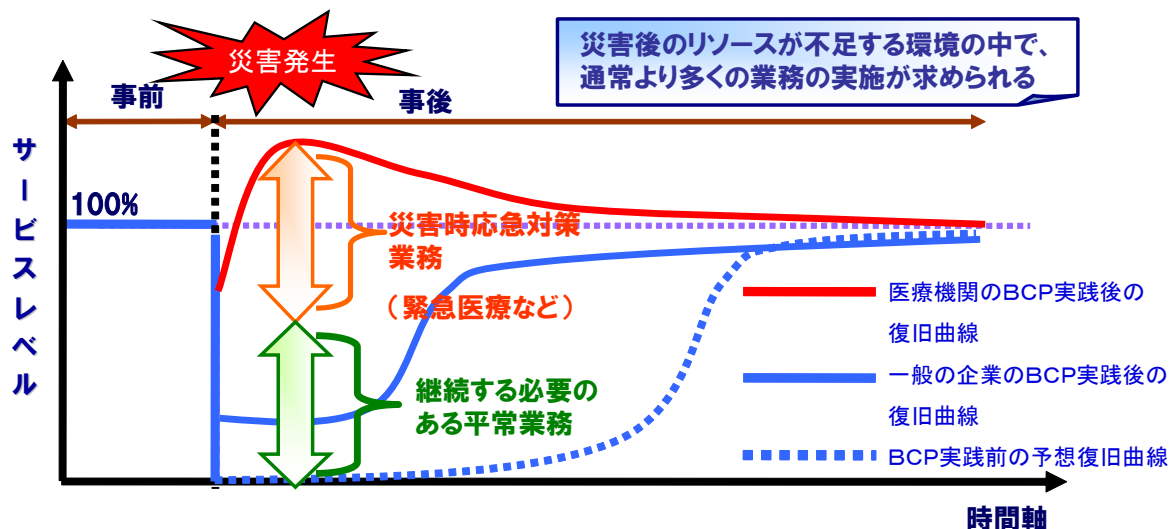 災害発生
災害後のリソースが不足する環境の中で、
通常より多くの業務の実施が求められる
事前
事後
サービスレベル
100%
災害時応急対策
業務
（緊急医療など）
継続する必要の
ある平常業務
医療機関のBCP実践後の
復旧曲線
一般の企業のBCP実践後の
復旧曲線
BCP実践前の予想復旧曲線
時間軸